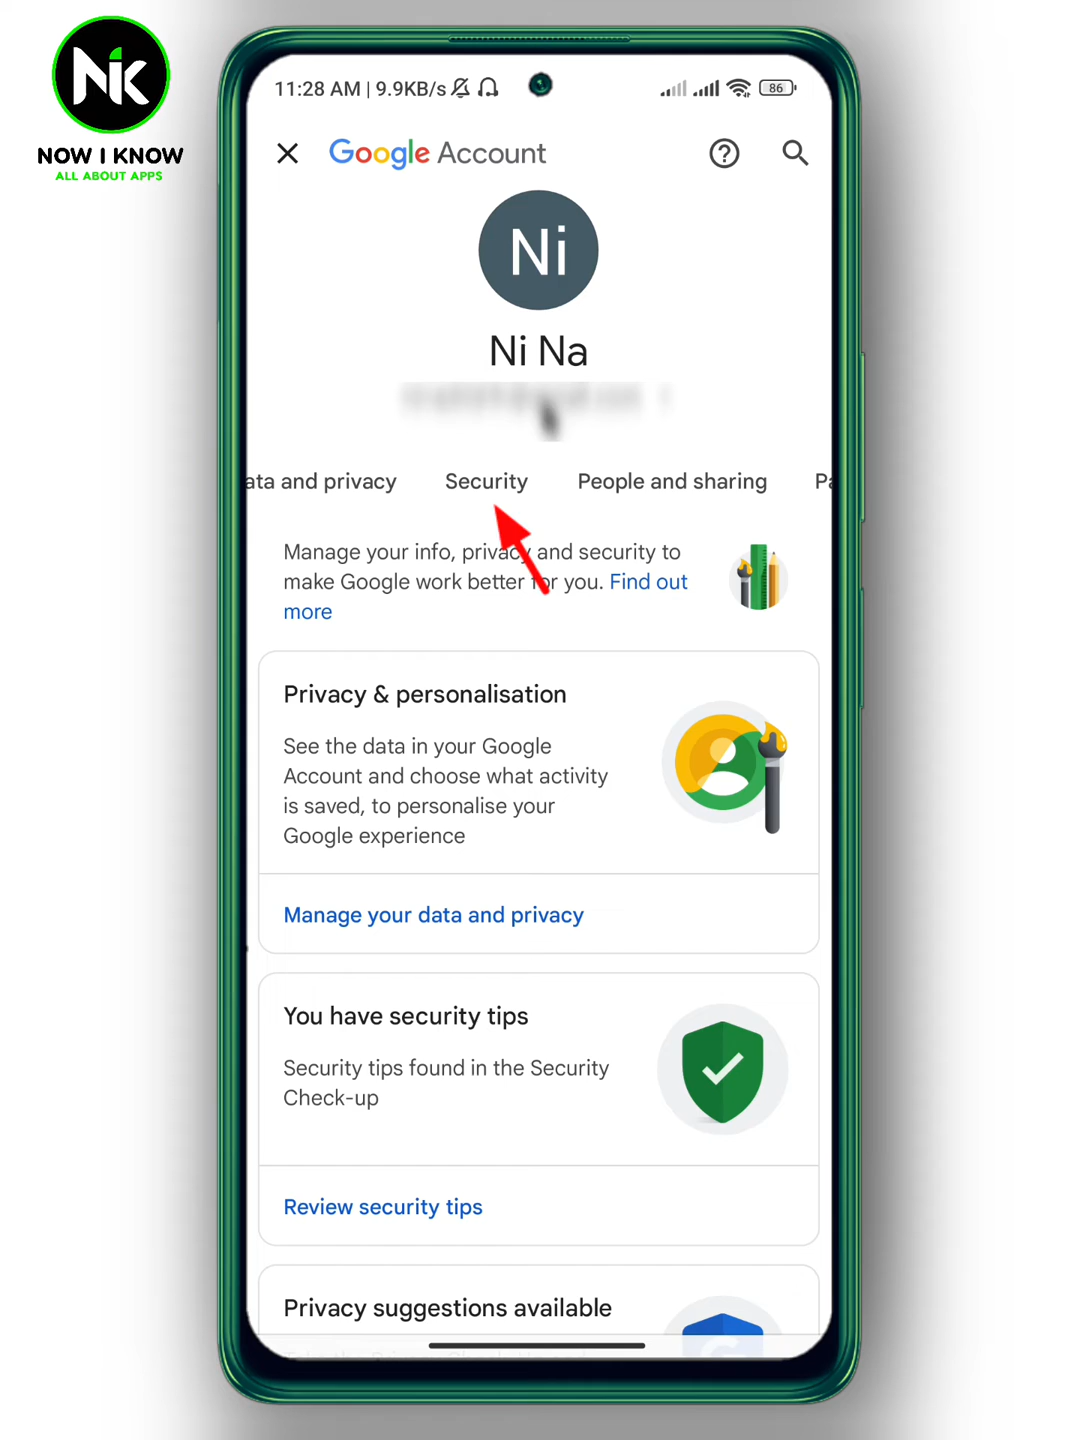 NK
NOW I KNOW
ALL ABOUT APPS
11:28 AM | 9.9KB/s
86
Google Account
Ni
Ni Na
ata and privacy Security People and sharing Pa
Manage your info, privacy and security to
make Google work better for you. Find out
more
Privacy & personalisation
See the data in your Google
Account and choose what activity
is saved, to personalise your
Google experience
Manage your data and privacy
You have security tips
Security tips found in the Security
Check-up
Review security tips
Privacy suggestions available